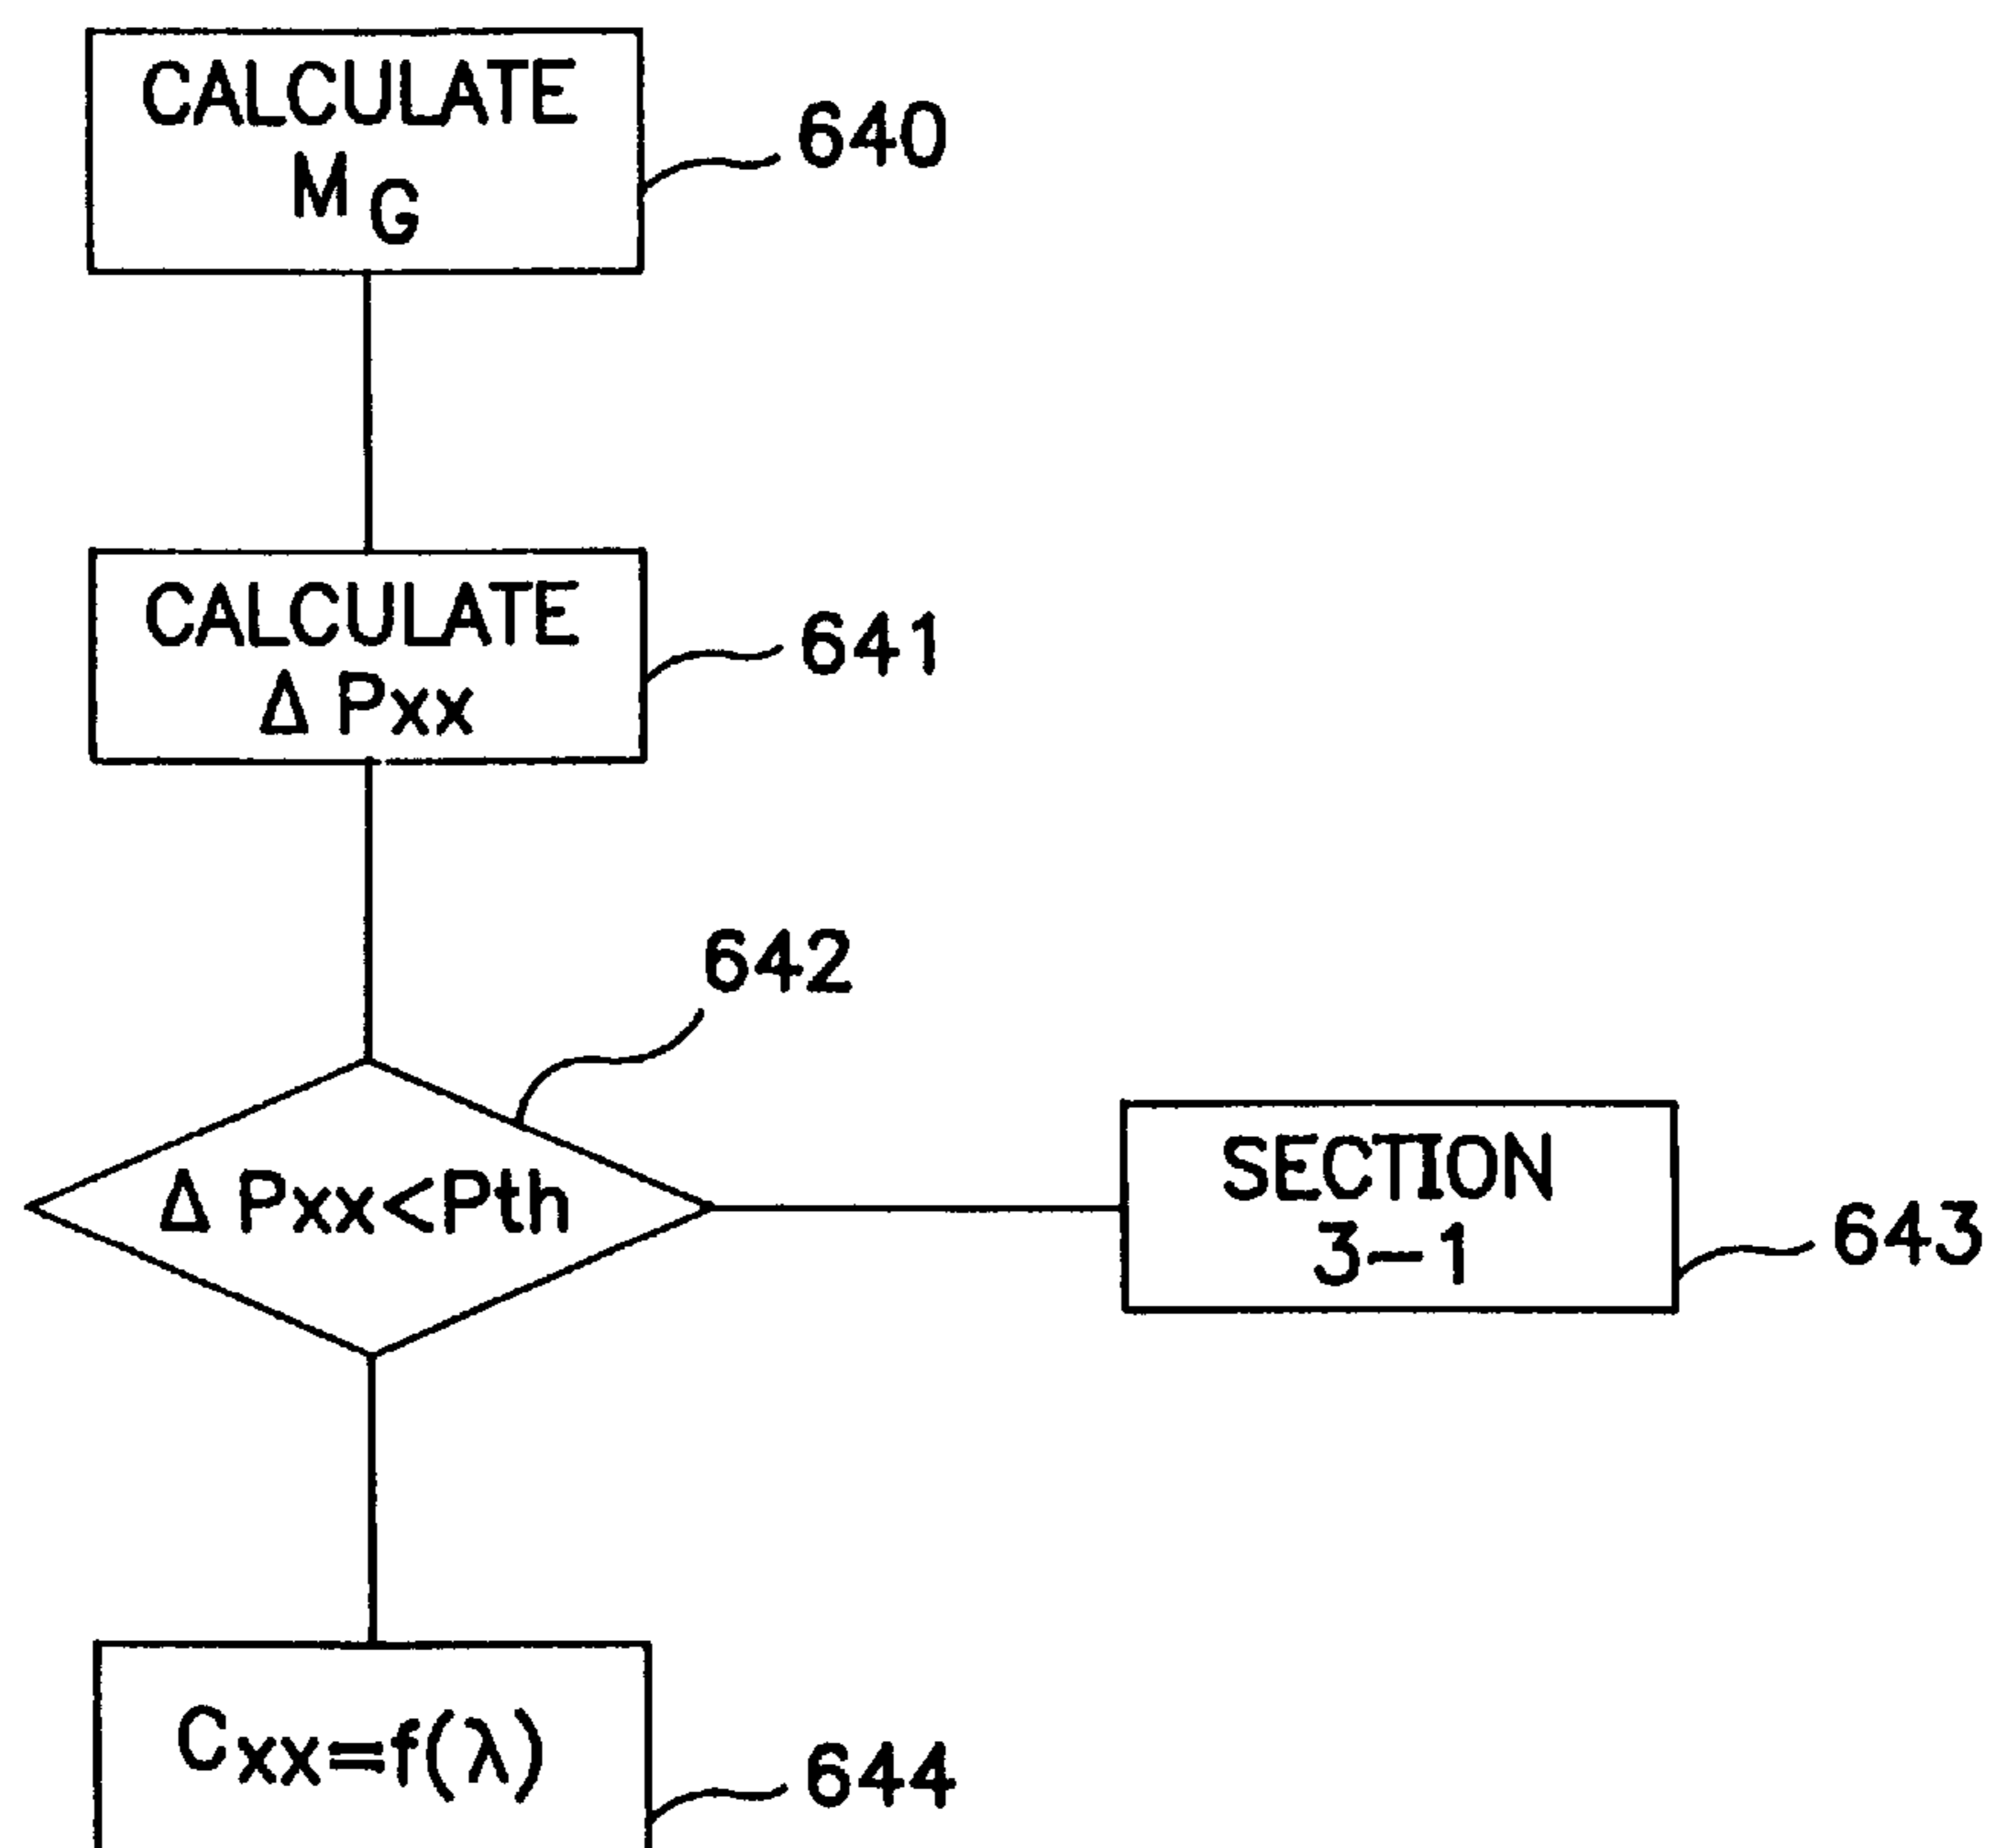 CALCULATE
M G
640
CALCULATE
Δ Pxx
641
642
Δ Pxx<Pth
SECTION
3-1
643
Cxx=f(λ)
644